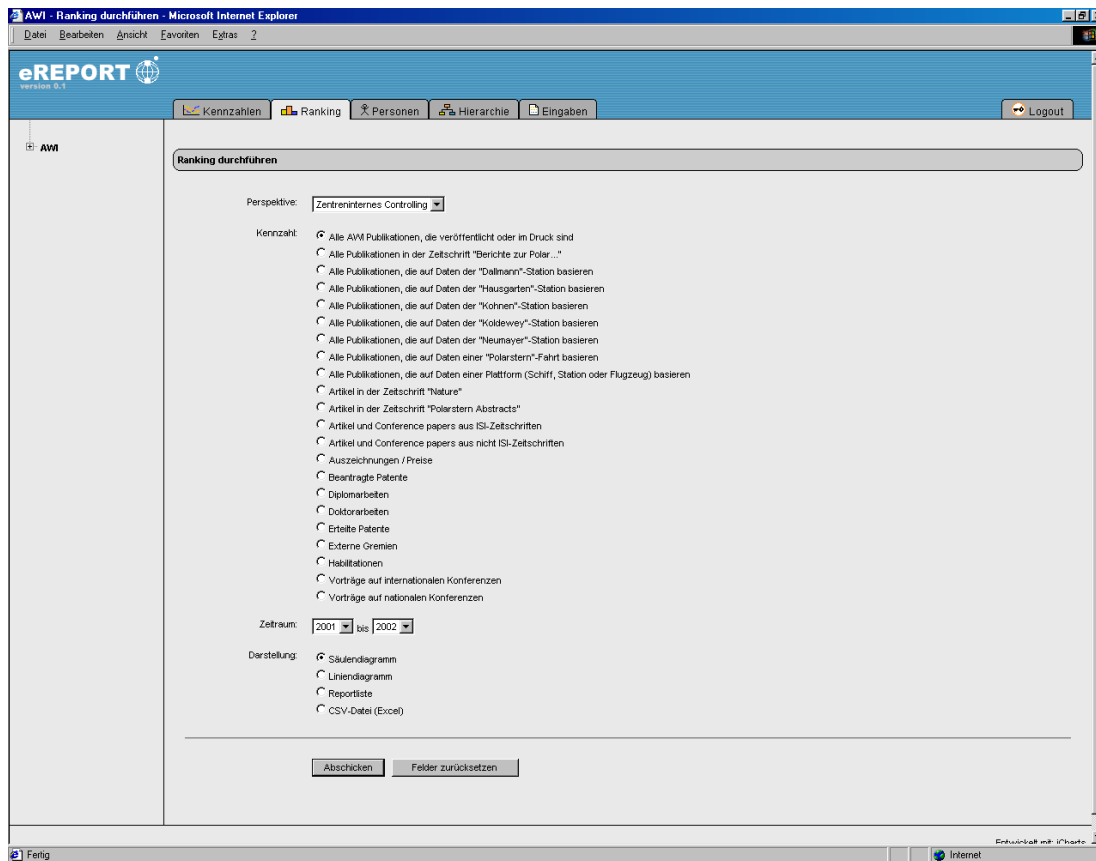 AWI - Ranking durchführen - Microsoft Internet Explorer
Datei Bearbeiten Ansicht Favoriten Extras ?
eREPORT
version 0.1
Kennzahlen Ranking Personen Hierarchie Eingaben Logout
AWI
Ranking durchführen
Perspektive: Zentreninternes Controlling
Kennzahl: Alle AWI Publikationen, die veröffentlicht oder im Druck sind
Alle Publikationen in der Zeitschrift "Berichte zur Polar..."
Alle Publikationen, die auf Daten der "Dallmann"-Station basieren
Alle Publikationen, die auf Daten der "Hausgarten"-Station basieren
Alle Publikationen, die auf Daten der "Kohnen"-Station basieren
Alle Publikationen, die auf Daten der "Koldewey"-Station basieren
Alle Publikationen, die auf Daten der "Neumayer"-Station basieren
Alle Publikationen, die auf Daten einer "Polarstern"-Fahrt basieren
Alle Publikationen, die auf Daten einer Plattform (Schiff, Station oder Flugzeug) basieren
Artikel in der Zeitschrift "Nature"
Artikel in der Zeitschrift "Polarstern Abstracts"
Artikel und Conference papers aus ISI-Zeitschriften
Artikel und Conference papers aus nicht ISI-Zeitschriften
Auszeichnungen / Preise
Beantragte Patente
Diplomarbeiten
Doktorarbeiten
Erteilte Patente
Externe Gremien
Habilitationen
Vorträge auf internationalen Konferenzen
Vorträge auf nationalen Konferenzen
Zeitraum: 2001 bis 2002
Darstellung: Säulendiagramm
Liniendiagramm
Reportliste
CSV-Datei (Excel)
Abschicken Felder zurücksetzen
Entwickelt mit: iCharts
Fertig Internet